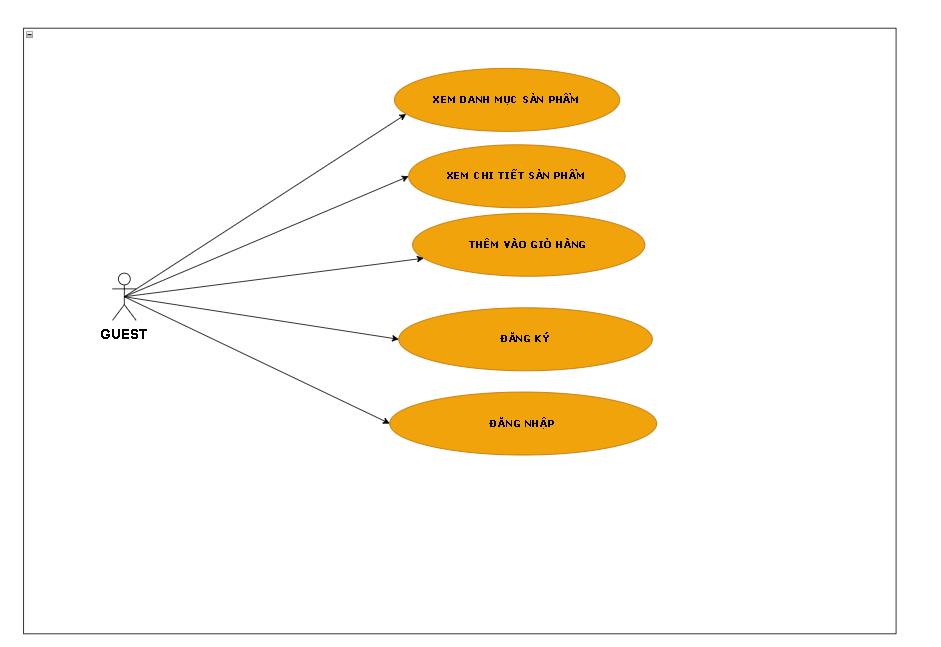 XEM DANH MỤC SẢN PHẨM
XEM CHI TIẾT SẢN PHẨM
THÊM VÀO GIỎ HÀNG
GUEST
ĐĂNG KÝ
ĐĂNG NHẬP